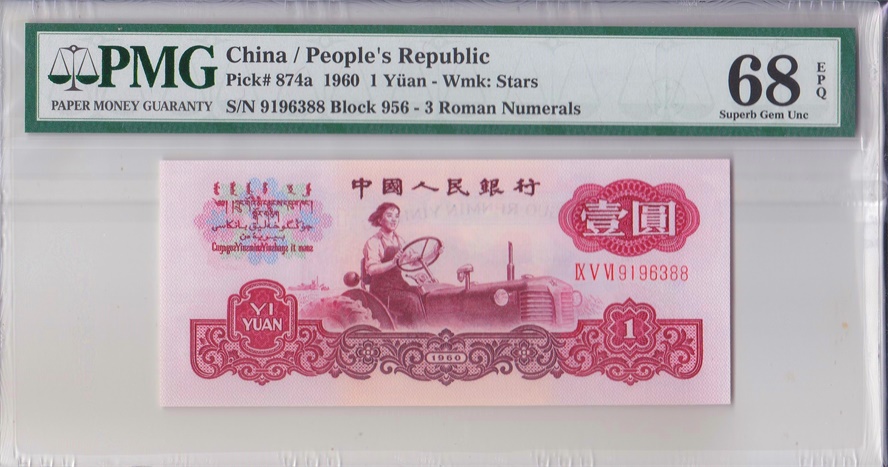 PMG
PAPER MONEY GUARANTY
China / People's Republic
Pick# 874a 1960 1 Yüan - Wmk: Stars
S/N 9196388 Block 956 - 3 Roman Numerals
68
EPQ
Superb Gem Unc
中國人民銀行
壹圓
IX V VI 9196388
YI
YUAN
1960
1